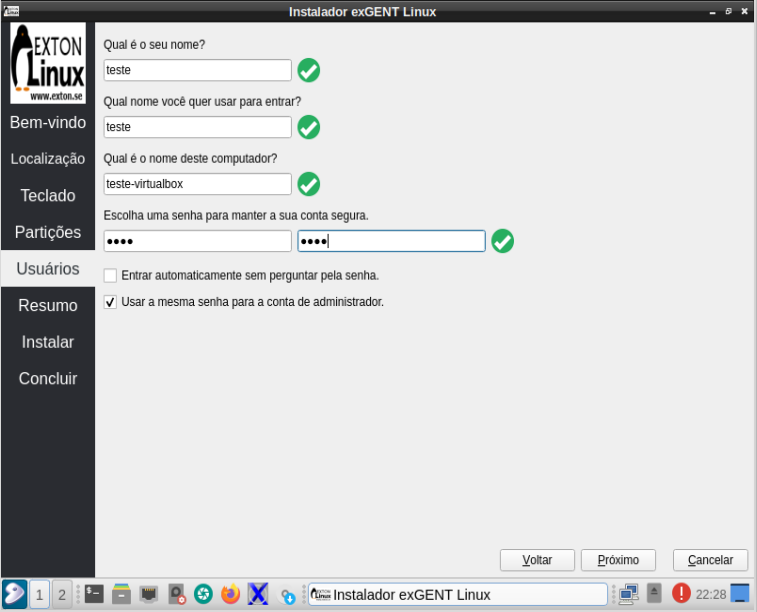 Instalador exGENT Linux
EXTON
Linux
www.exton.se
Bem-vindo
Localização
Teclado
Partições
Usuários
Resumo
Instalar
Concluir
Qual é o seu nome?
teste
Qual nome você quer usar para entrar?
teste
Qual é o nome deste computador?
teste-virtualbox
Escolha uma senha para manter a sua conta segura.
●●●● ●●●●
Entrar automaticamente sem perguntar pela senha.
Usar a mesma senha para a conta de administrador.
Voltar Próximo Cancelar
1 2 Instalador exGENT Linux 22:28